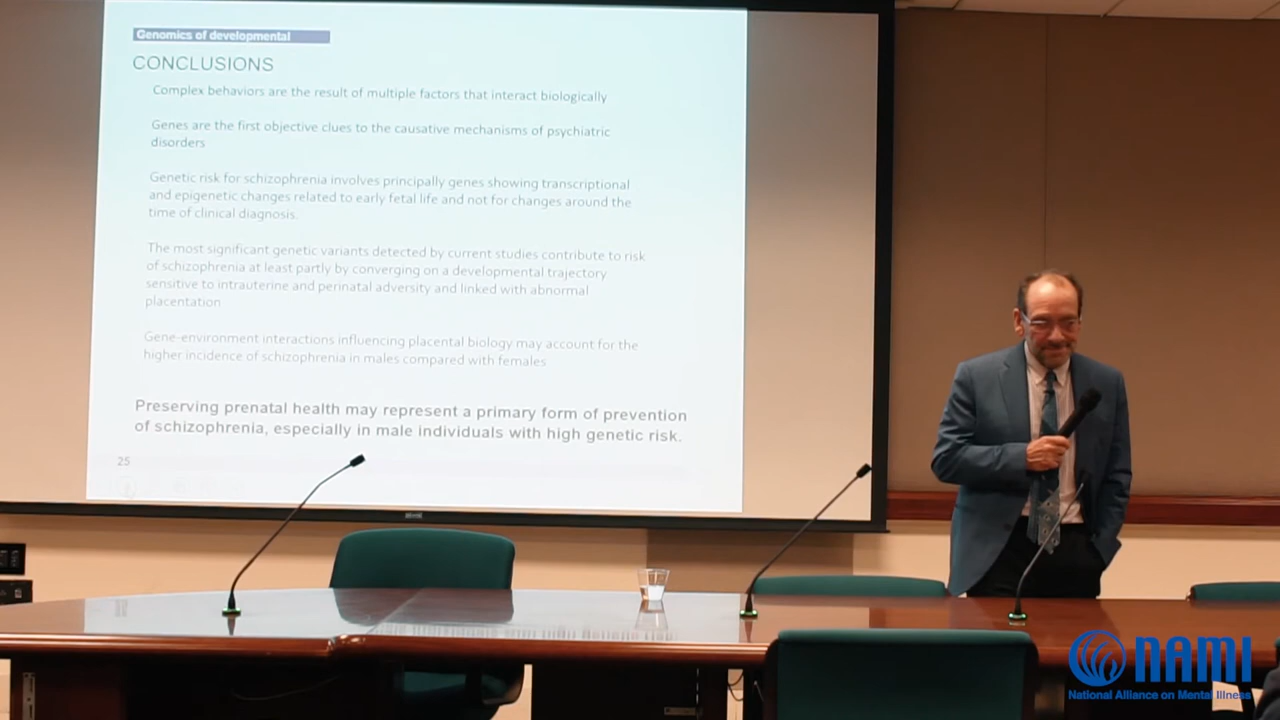 Genomics of developmental
CONCLUSIONS
Complex behaviors are the result of multiple factors that interact biologically
Genes are the first objective clues to the causative mechanisms of psychiatric
disorders
Genetic risk for schizophrenia involves principally genes showing transcriptional
and epigenetic changes related to early fetal life and not for changes around the
time of clinical diagnosis.
The most significant genetic variants detected by current studies contribute to risk
of schizophrenia at least partly by converging on a developmental trajectory
sensitive to intrauterine and perinatal adversity and linked with abnormal
placentation
Gene-environment interactions influencing placental biology may account for the
higher incidence of schizophrenia in males compared with females
Preserving prenatal health may represent a primary form of prevention
of schizophrenia, especially in male individuals with high genetic risk.
25
NAMI
National Alliance on Mental Illness